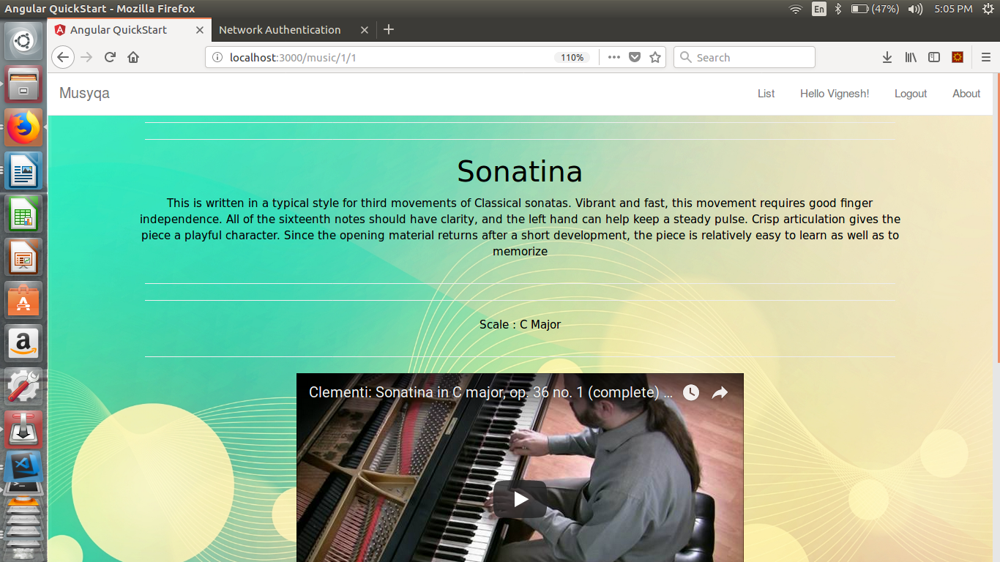 Angular QuickStart - Mozilla Firefox
En
(47%)
5:05 PM
Angular QuickStart
Network Authentication
localhost:3000/music/1/1
110%
Search
Musyqa
List
Hello Vignesh!
Logout
About
Sonatina
This is written in a typical style for third movements of Classical sonatas. Vibrant and fast, this movement requires good finger
independence. All of the sixteenth notes should have clarity, and the left hand can help keep a steady pulse. Crisp articulation gives the
piece a playful character. Since the opening material returns after a short development, the piece is relatively easy to learn as well as to
memorize
Scale : C Major
Clementi: Sonatina in C major, op. 36 no. 1 (complete) ...